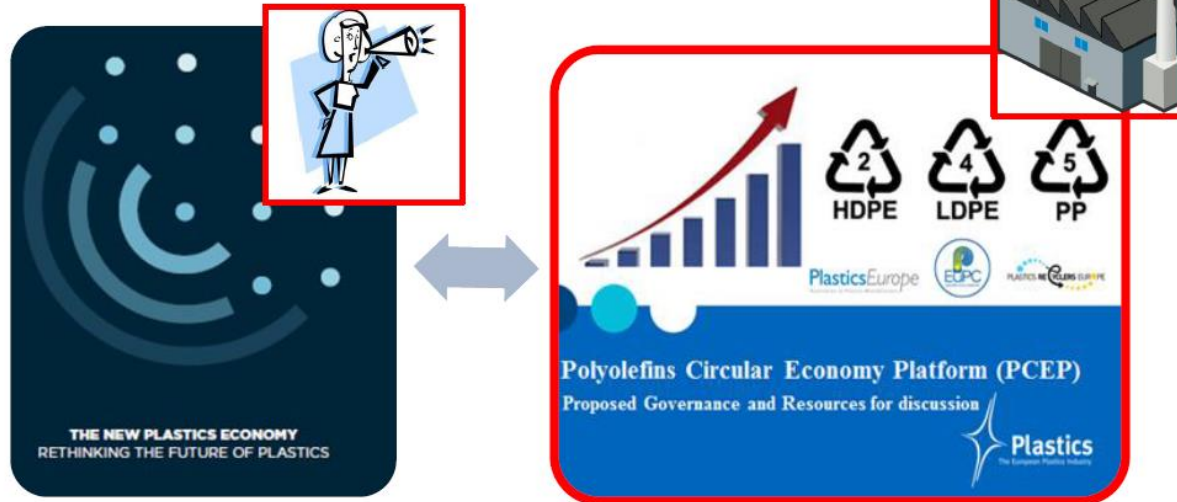 THE NEW PLASTICS ECONOMY
RETHINKING THE FUTURE OF PLASTICS
2 4 5
HDPE LDPE PP
PlasticsEurope
EuPC
PLASTICS RECYCLERS EUROPE
Polyolefins Circular Economy Platform (PCEP)
Proposed Governance and Resources for discussion
Plastics
The European Plastics Industry